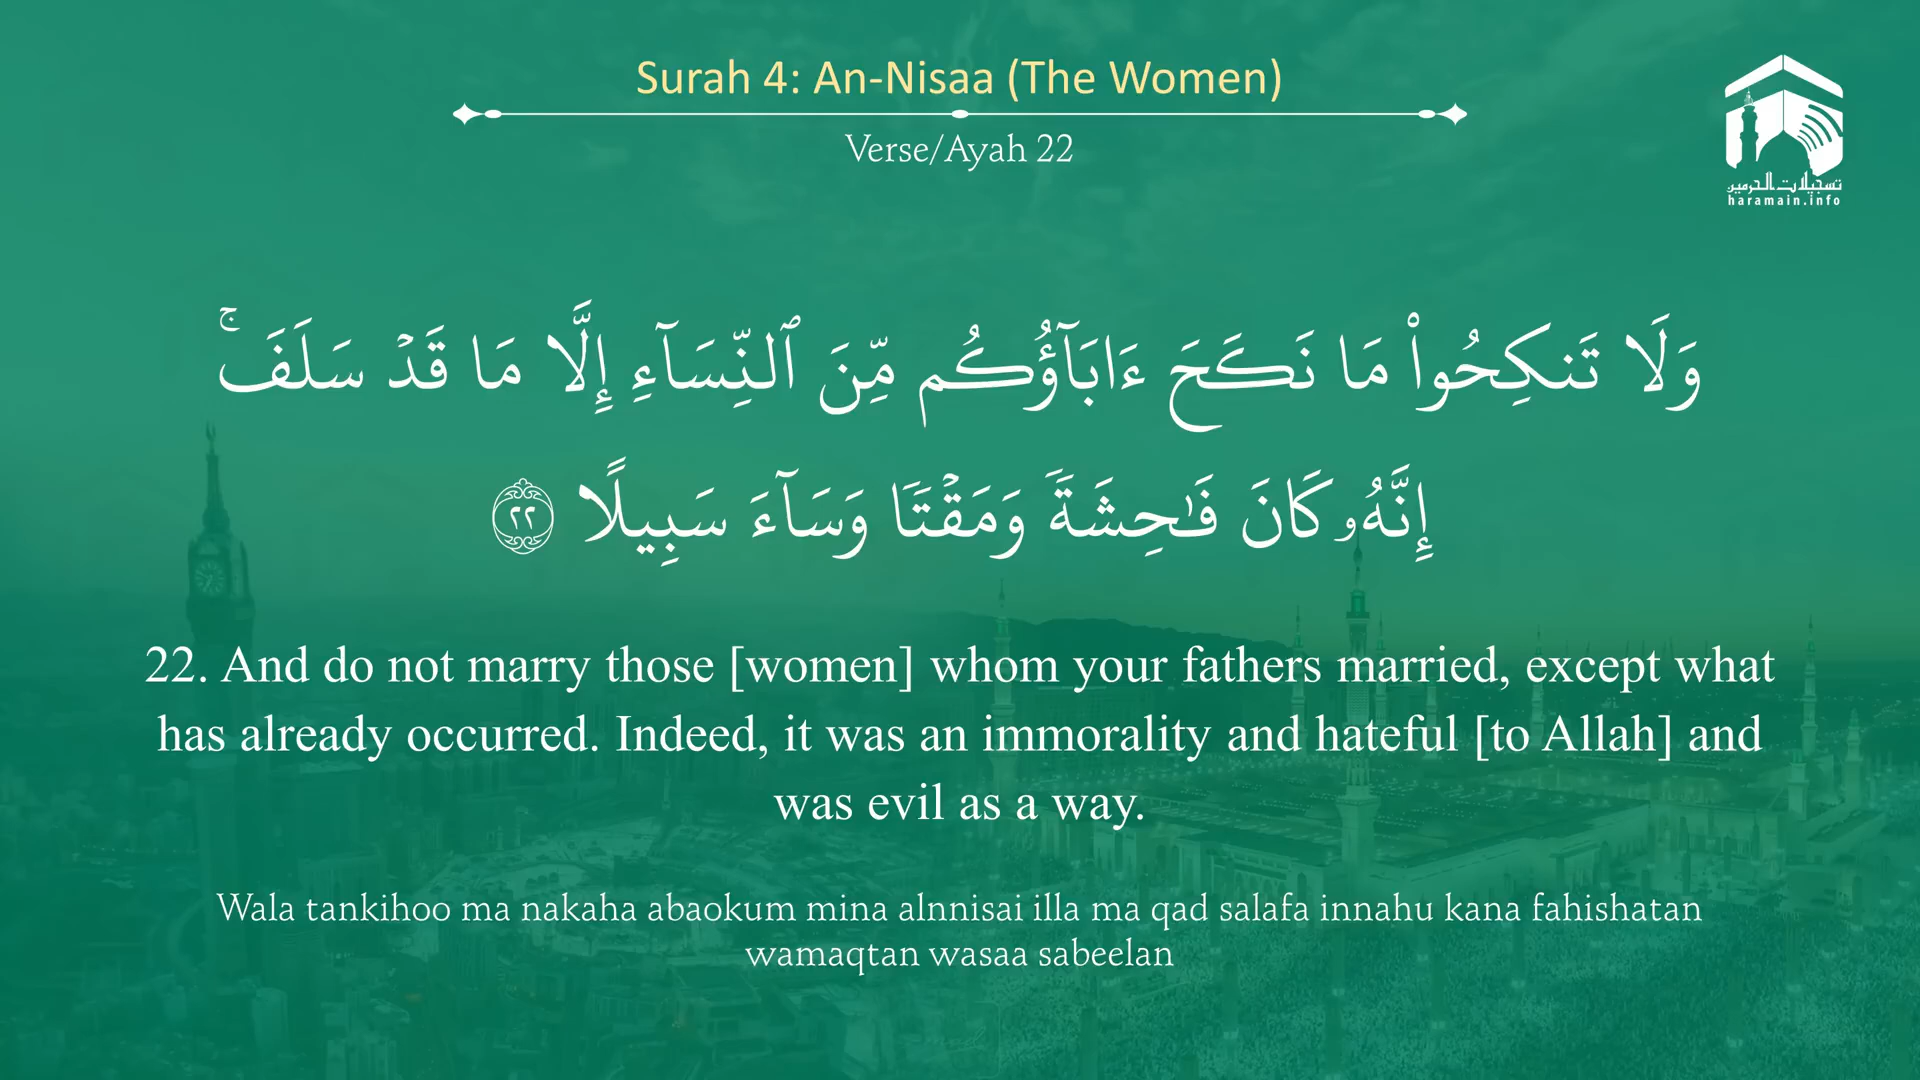 Surah 4: An-Nisaa (The Women)
Verse/Ayah 22
تسجيلات الحرمين
haramain.info
وَلَا تَنكِحُوا۟ مَا نَكَحَ ءَابَآؤُكُم مِّنَ ٱلنِّسَآءِ إِلَّا مَا قَدْ سَلَفَ ۚ
إِنَّهُۥ كَانَ فَـٰحِشَةً وَمَقْتًا وَسَآءَ سَبِيلًا ٢٢
22. And do not marry those [women] whom your fathers married, except what
has already occurred. Indeed, it was an immorality and hateful [to Allah] and
was evil as a way.
Wala tankihoo ma nakaha abaokum mina alnnisai illa ma qad salafa innahu kana fahishatan
wamaqtan wasaa sabeelan